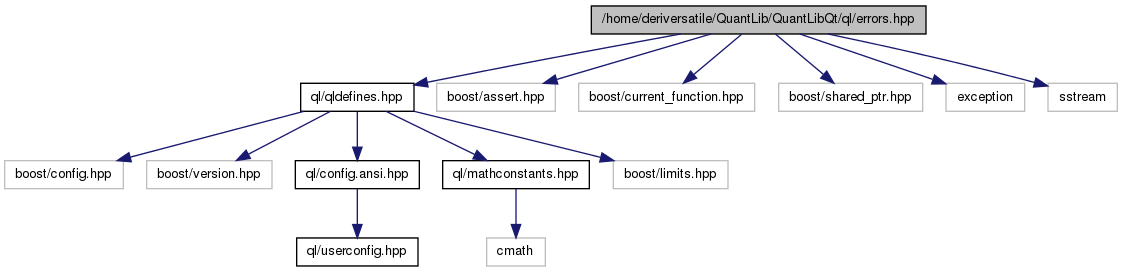 /home/deriversatile/QuantLib/QuantLibQt/ql/errors.hpp
ql/qldefines.hpp
boost/assert.hpp
boost/current_function.hpp
boost/shared_ptr.hpp
exception
sstream
boost/config.hpp
boost/version.hpp
ql/config.ansi.hpp
ql/mathconstants.hpp
boost/limits.hpp
ql/userconfig.hpp
cmath